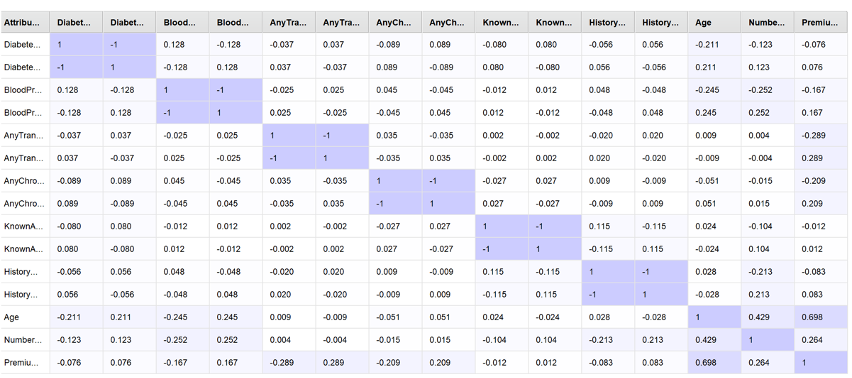 Attribu... Diabet... Diabet... Blood... Blood... AnyTra... AnyTra... AnyCh... AnyCh... Known... Known... History... History... Age Numbe... Premiu...
Diabete... 1 -1 0.128 -0.128 -0.037 0.037 -0.089 0.089 -0.080 0.080 -0.056 0.056 -0.211 -0.123 -0.076
Diabete... -1 1 -0.128 0.128 0.037 -0.037 0.089 -0.089 0.080 -0.080 0.056 -0.056 0.211 0.123 0.076
BloodPr... 0.128 -0.128 1 -1 -0.025 0.025 0.045 -0.045 -0.012 0.012 0.048 -0.048 -0.245 -0.252 -0.167
BloodPr... -0.128 0.128 -1 1 0.025 -0.025 -0.045 0.045 0.012 -0.012 -0.048 0.048 0.245 0.252 0.167
AnyTran... -0.037 0.037 -0.025 0.025 1 -1 0.035 -0.035 0.002 -0.002 -0.020 0.020 0.009 0.004 -0.289
AnyTran... 0.037 -0.037 0.025 -0.025 -1 1 -0.035 0.035 -0.002 0.002 0.020 -0.020 -0.009 -0.004 0.289
AnyChro... -0.089 0.089 0.045 -0.045 0.035 -0.035 1 -1 -0.027 0.027 0.009 -0.009 -0.051 -0.015 -0.209
AnyChro... 0.089 -0.089 -0.045 0.045 -0.035 0.035 -1 1 0.027 -0.027 -0.009 0.009 0.051 0.015 0.209
KnownA... -0.080 0.080 -0.012 0.012 0.002 -0.002 -0.027 0.027 1 -1 0.115 -0.115 0.024 -0.104 -0.012
KnownA... 0.080 -0.080 0.012 -0.012 -0.002 0.002 0.027 -0.027 -1 1 -0.115 0.115 -0.024 0.104 0.012
History... -0.056 0.056 0.048 -0.048 -0.020 0.020 0.009 -0.009 0.115 -0.115 1 -1 0.028 -0.213 -0.083
History... 0.056 -0.056 -0.048 0.048 0.020 -0.020 -0.009 0.009 -0.115 0.115 -1 1 -0.028 0.213 0.083
Age -0.211 0.211 -0.245 0.245 0.009 -0.009 -0.051 0.051 0.024 -0.024 0.028 -0.028 1 0.429 0.698
Number... -0.123 0.123 -0.252 0.252 0.004 -0.004 -0.015 0.015 -0.104 0.104 -0.213 0.213 0.429 1 0.264
Premiu... -0.076 0.076 -0.167 0.167 -0.289 0.289 -0.209 0.209 -0.012 0.012 -0.083 0.083 0.698 0.264 1